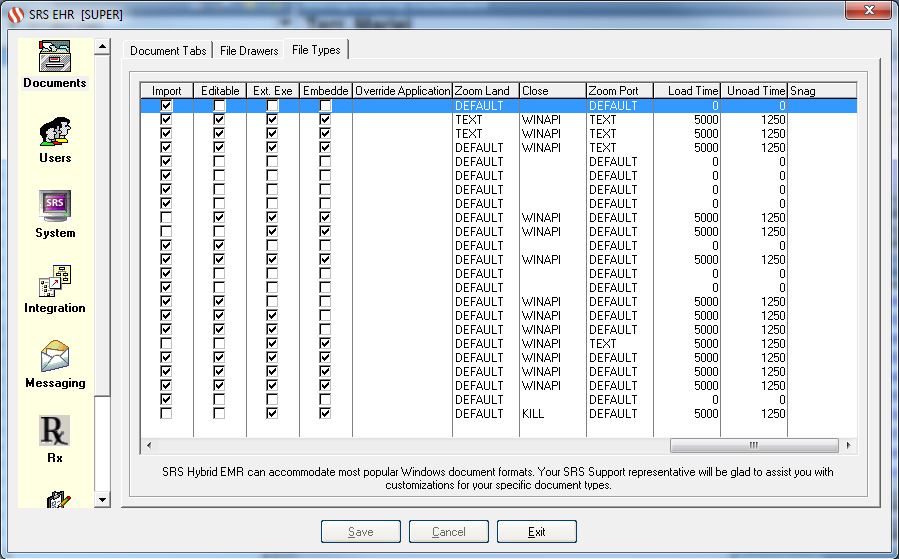 SRS EHR [SUPER]
Documents
Users
SRS
System
Integration
Messaging
Rx
Rx
Document Tabs File Drawers File Types
Import Editable Ext. Exe Embedde Override Application Zoom Land Close Zoom Port Load Time Unoad Time Snag
DEFAULT DEFAULT 0 0
TEXT WINAPI TEXT 5000 1250
TEXT WINAPI TEXT 5000 1250
DEFAULT WINAPI TEXT 5000 1250
DEFAULT DEFAULT 0 0
DEFAULT DEFAULT 0 0
DEFAULT DEFAULT 0 0
DEFAULT DEFAULT 0 0
DEFAULT WINAPI DEFAULT 5000 1250
DEFAULT WINAPI DEFAULT 5000 1250
DEFAULT DEFAULT 0 0
DEFAULT WINAPI DEFAULT 5000 1250
DEFAULT DEFAULT 0 0
DEFAULT DEFAULT 0 0
DEFAULT WINAPI DEFAULT 5000 1250
DEFAULT WINAPI DEFAULT 5000 1250
DEFAULT WINAPI DEFAULT 5000 1250
DEFAULT WINAPI TEXT 5000 1250
DEFAULT WINAPI DEFAULT 5000 1250
DEFAULT WINAPI DEFAULT 5000 1250
DEFAULT WINAPI DEFAULT 5000 1250
DEFAULT DEFAULT 0 0
DEFAULT KILL DEFAULT 5000 1250
SRS Hybrid EMR can accommodate most popular Windows document formats. Your SRS Support representative will be glad to assist you with
customizations for your specific document types.
Save Cancel Exit